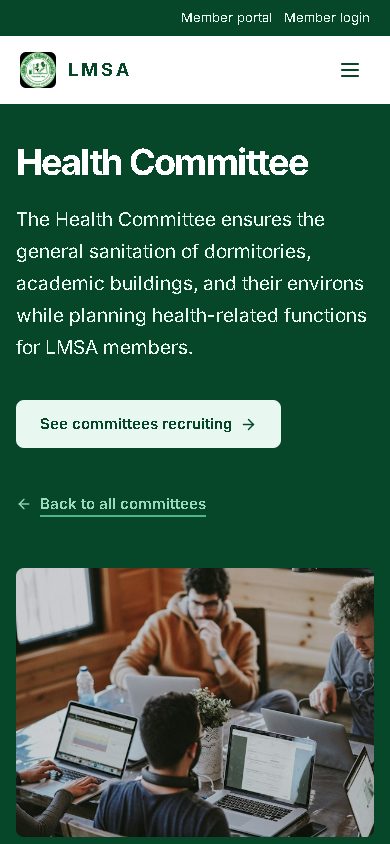 Member portal Member login
LMSA
Health Committee
The Health Committee ensures the
general sanitation of dormitories,
academic buildings, and their environs
while planning health-related functions
for LMSA members.
See committees recruiting →
← Back to all committees